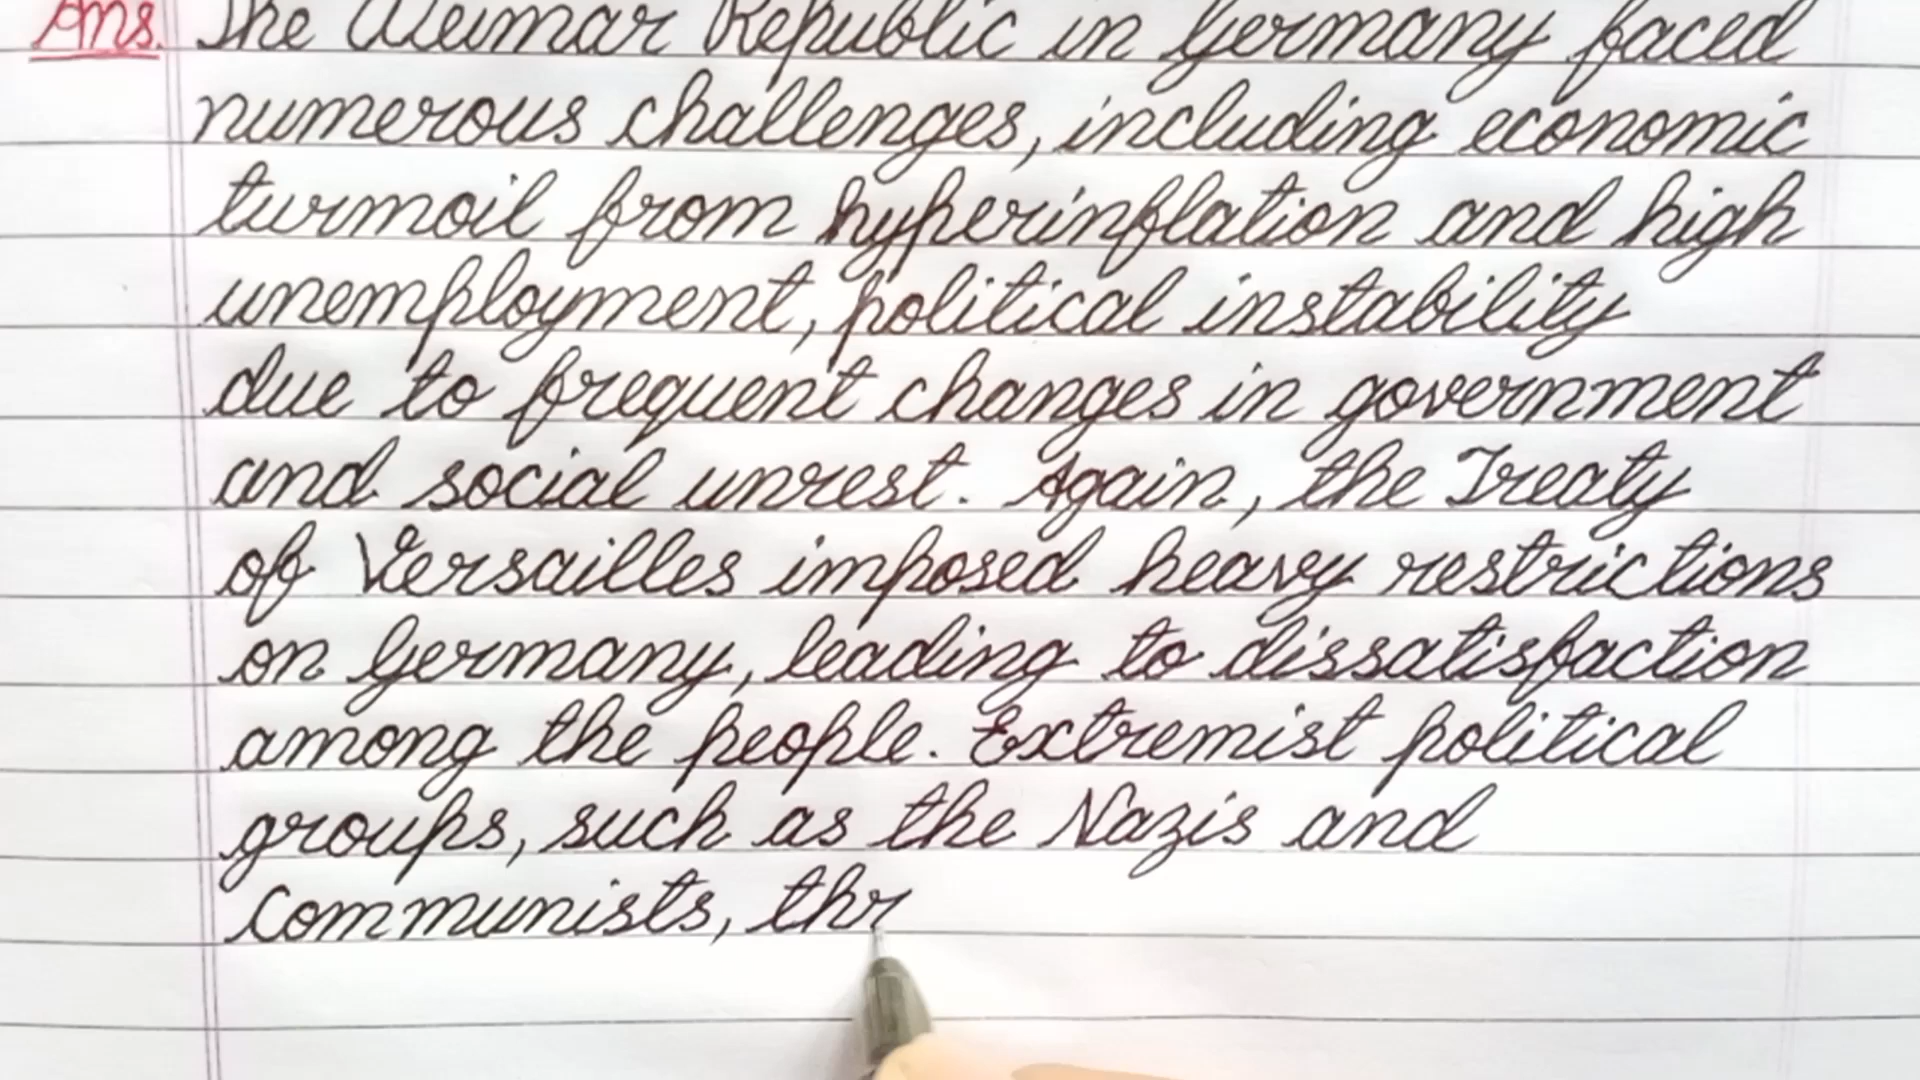 Ans. The Weimar Republic in Germany faced
numerous challenges, including economic
turmoil from hyperinflation and high
unemployment, political instability
due to frequent changes in government
and social unrest. Again, the Treaty
of Versailles imposed heavy restrictions
on Germany, leading to dissatisfaction
among the people. Extremist political
groups, such as the Nazis and
Communists, thr